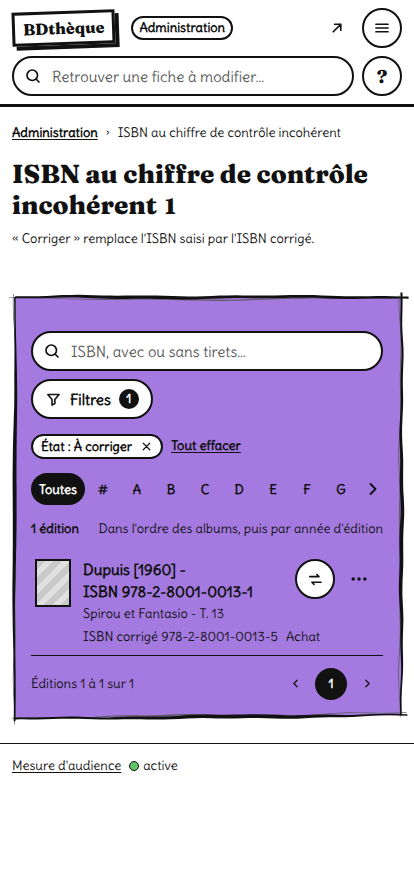 BDthèque
Administration
Retrouver une fiche à modifier...
?
Administration › ISBN au chiffre de contrôle incohérent
ISBN au chiffre de contrôle
incohérent 1
« Corriger » remplace l'ISBN saisi par l'ISBN corrigé.
ISBN, avec ou sans tirets...
Filtres 1
État : À corriger ✕ Tout effacer
Toutes # A B C D E F G
1 édition Dans l'ordre des albums, puis par année d'édition
Dupuis [1960] -
ISBN 978-2-8001-0013-1
Spirou et Fantasio - T. 13
ISBN corrigé 978-2-8001-0013-5 Achat
Éditions 1 à 1 sur 1 ‹ 1 ›
Mesure d'audience active